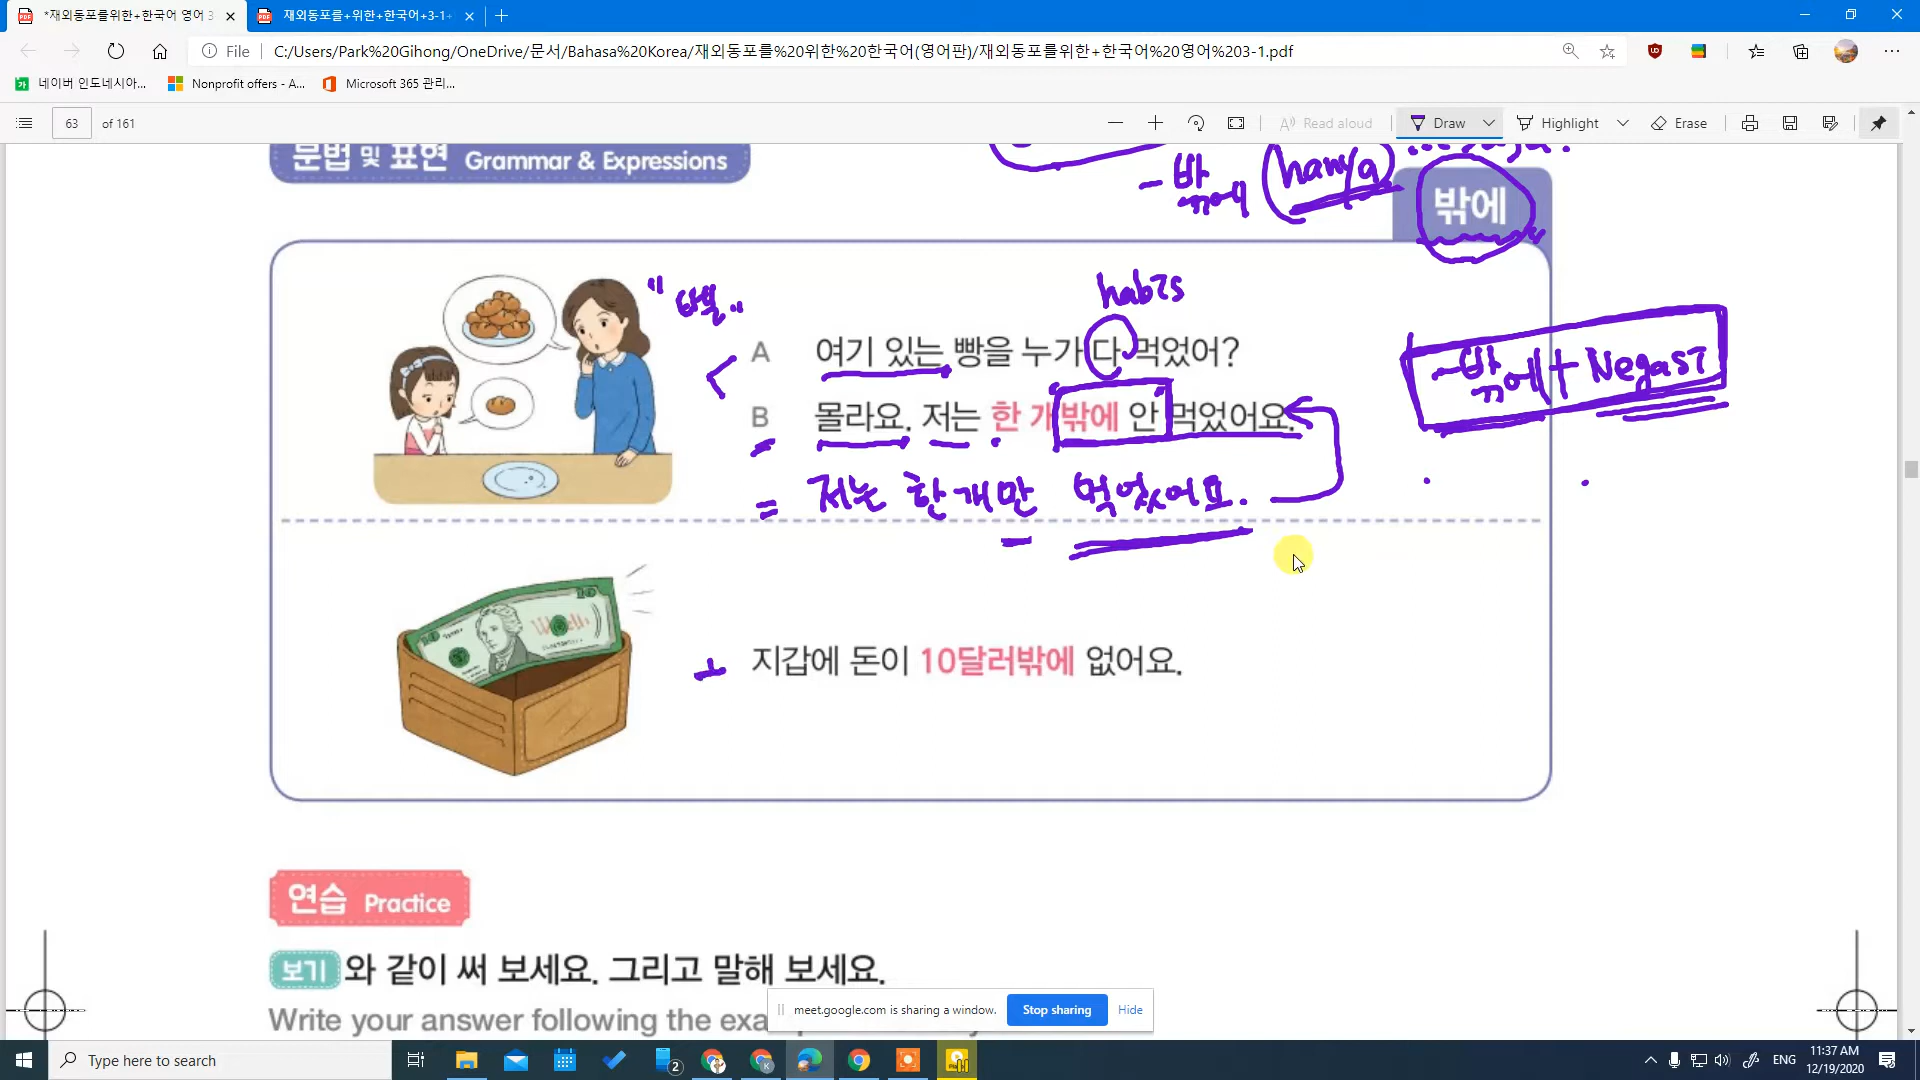 *재외동포를위한+한국어 영어 3
재외동포를+위한+한국어+3-1+
File
C:/Users/Park%20Gihong/OneDrive/문서/Bahasa%20Korea/재외동포를%20위한%20한국어(영어판)/재외동포를위한+한국어%20영어%203-1.pdf
네이버 인도네시아...
Nonprofit offers - A...
Microsoft 365 관리...
63 of 161
Read aloud
Draw
Highlight
Erase
문법 및 표현 Grammar & Expressions
-밖에 hanya
밖에
habis
A 여기 있는 빵을 누가 다 먹었어?
-밖에 + Negasi
B 몰라요. 저는 한 개밖에 안 먹었어요.
= 저는 한 개만 먹었어요.
지갑에 돈이 10달러밖에 없어요.
연습 Practice
보기 와 같이 써 보세요. 그리고 말해 보세요.
Write your answer following the exa
meet.google.com is sharing a window.
Stop sharing
Hide
Type here to search
2
ENG
11:37 AM
12/19/2020